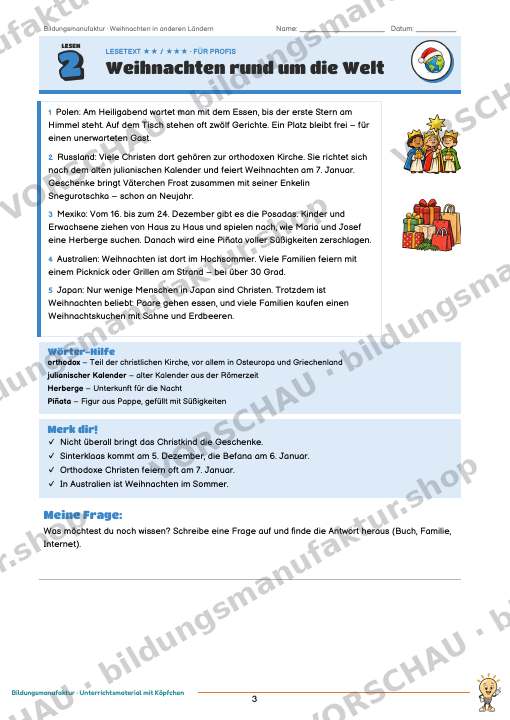 Bildungsmanufaktur · Weihnachten in anderen Ländern Name: Datum:
LESEN
2
LESETEXT ★★ / ★★★ · FÜR PROFIS
Weihnachten rund um die Welt
1 Polen: Am Heiligabend wartet man mit dem Essen, bis der erste Stern am
Himmel steht. Auf dem Tisch stehen oft zwölf Gerichte. Ein Platz bleibt frei – für
einen unerwarteten Gast.
2 Russland: Viele Christen dort gehören zur orthodoxen Kirche. Sie richtet sich
nach dem alten julianischen Kalender und feiert Weihnachten am 7. Januar.
Geschenke bringt Väterchen Frost zusammen mit seiner Enkelin
Snegurotschka – schon an Neujahr.
3 Mexiko: Vom 16. bis zum 24. Dezember gibt es die Posadas. Kinder und
Erwachsene ziehen von Haus zu Haus und spielen nach, wie Maria und Josef
eine Herberge suchen. Danach wird eine Piñata voller Süßigkeiten zerschlagen.
4 Australien: Weihnachten ist dort im Hochsommer. Viele Familien feiern mit
einem Picknick oder Grillen am Strand – bei über 30 Grad.
5 Japan: Nur wenige Menschen in Japan sind Christen. Trotzdem ist
Weihnachten beliebt: Paare gehen essen, und viele Familien kaufen einen
Weihnachtskuchen mit Sahne und Erdbeeren.
Wörter-Hilfe
orthodox – Teil der christlichen Kirche, vor allem in Osteuropa und Griechenland
julianischer Kalender – alter Kalender aus der Römerzeit
Herberge – Unterkunft für die Nacht
Piñata – Figur aus Pappe, gefüllt mit Süßigkeiten
Merk dir!
✓ Nicht überall bringt das Christkind die Geschenke.
✓ Sinterklaas kommt am 5. Dezember, die Befana am 6. Januar.
✓ Orthodoxe Christen feiern oft am 7. Januar.
✓ In Australien ist Weihnachten im Sommer.
Meine Frage:
Was möchtest du noch wissen? Schreibe eine Frage auf und finde die Antwort heraus (Buch, Familie,
Internet).
Bildungsmanufaktur · Unterrichtsmaterial mit Köpfchen
3
VORSCHAU · bildungsmanufaktur.shop